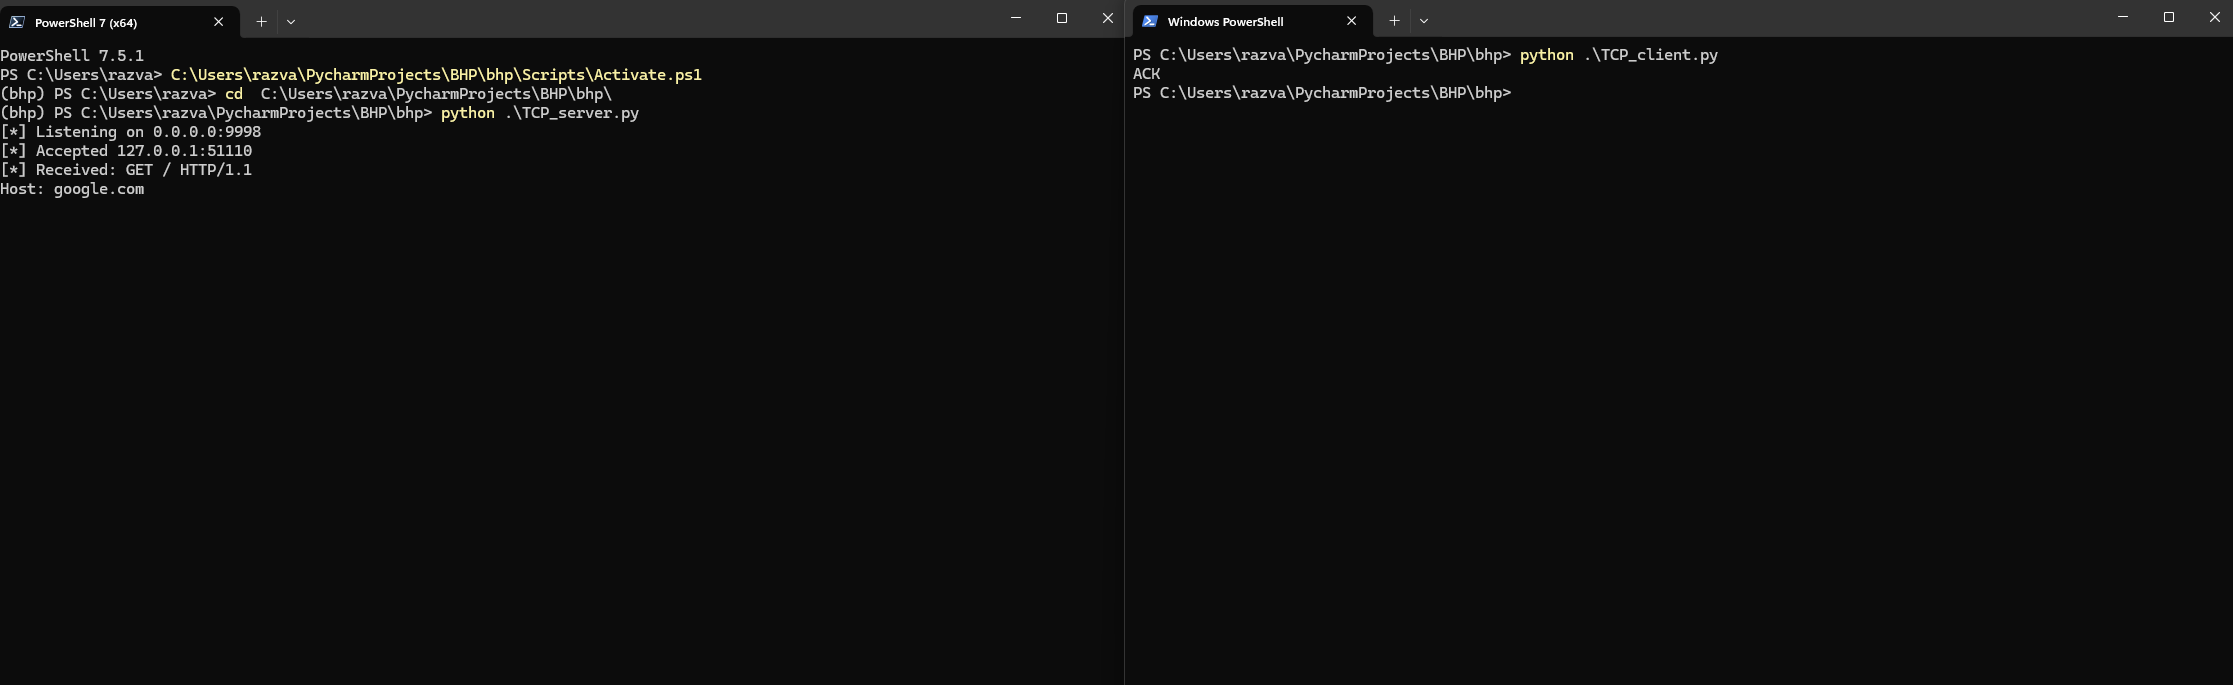 PowerShell 7 (x64)
PowerShell 7.5.1
PS C:\Users\razva> C:\Users\razva\PycharmProjects\BHP\bhp\Scripts\Activate.ps1
(bhp) PS C:\Users\razva> cd  C:\Users\razva\PycharmProjects\BHP\bhp\
(bhp) PS C:\Users\razva\PycharmProjects\BHP\bhp> python .\TCP_server.py
[*] Listening on 0.0.0.0:9998
[*] Accepted 127.0.0.1:51110
[*] Received: GET / HTTP/1.1
Host: google.com
Windows PowerShell
PS C:\Users\razva\PycharmProjects\BHP\bhp> python .\TCP_client.py
ACK
PS C:\Users\razva\PycharmProjects\BHP\bhp>